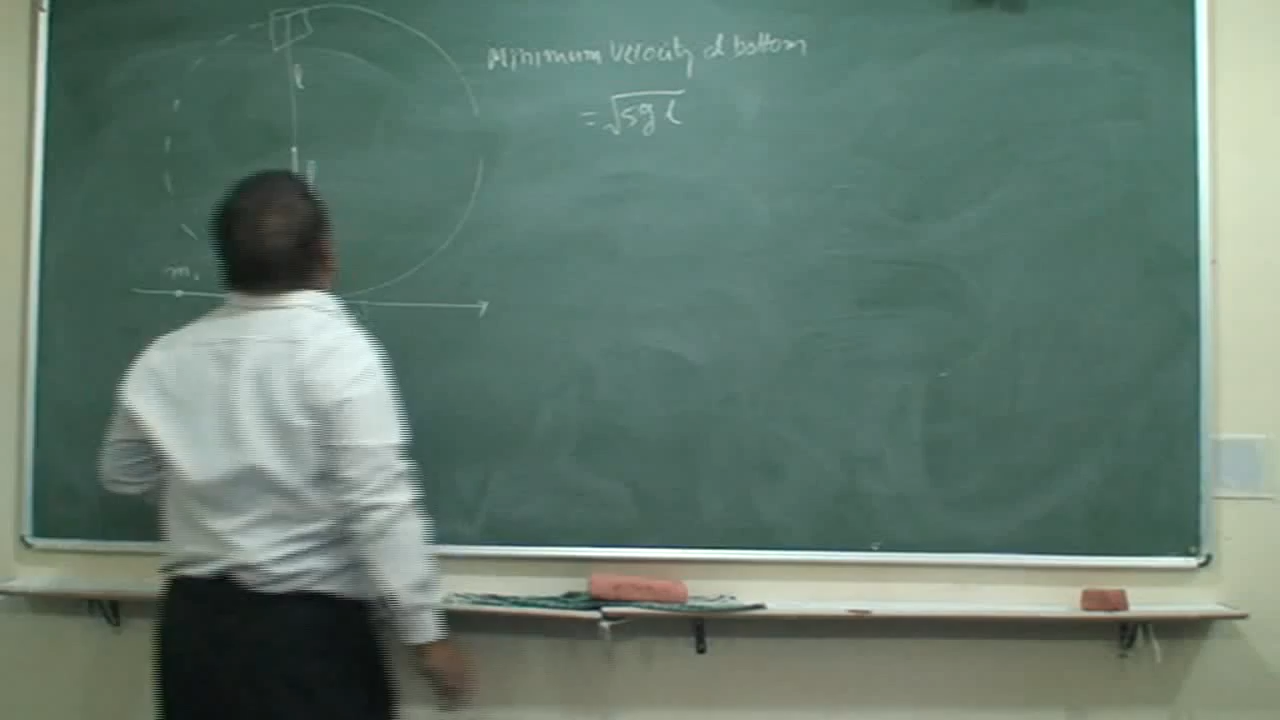 Minimum velocity at bottom
= √5gl
l
m,